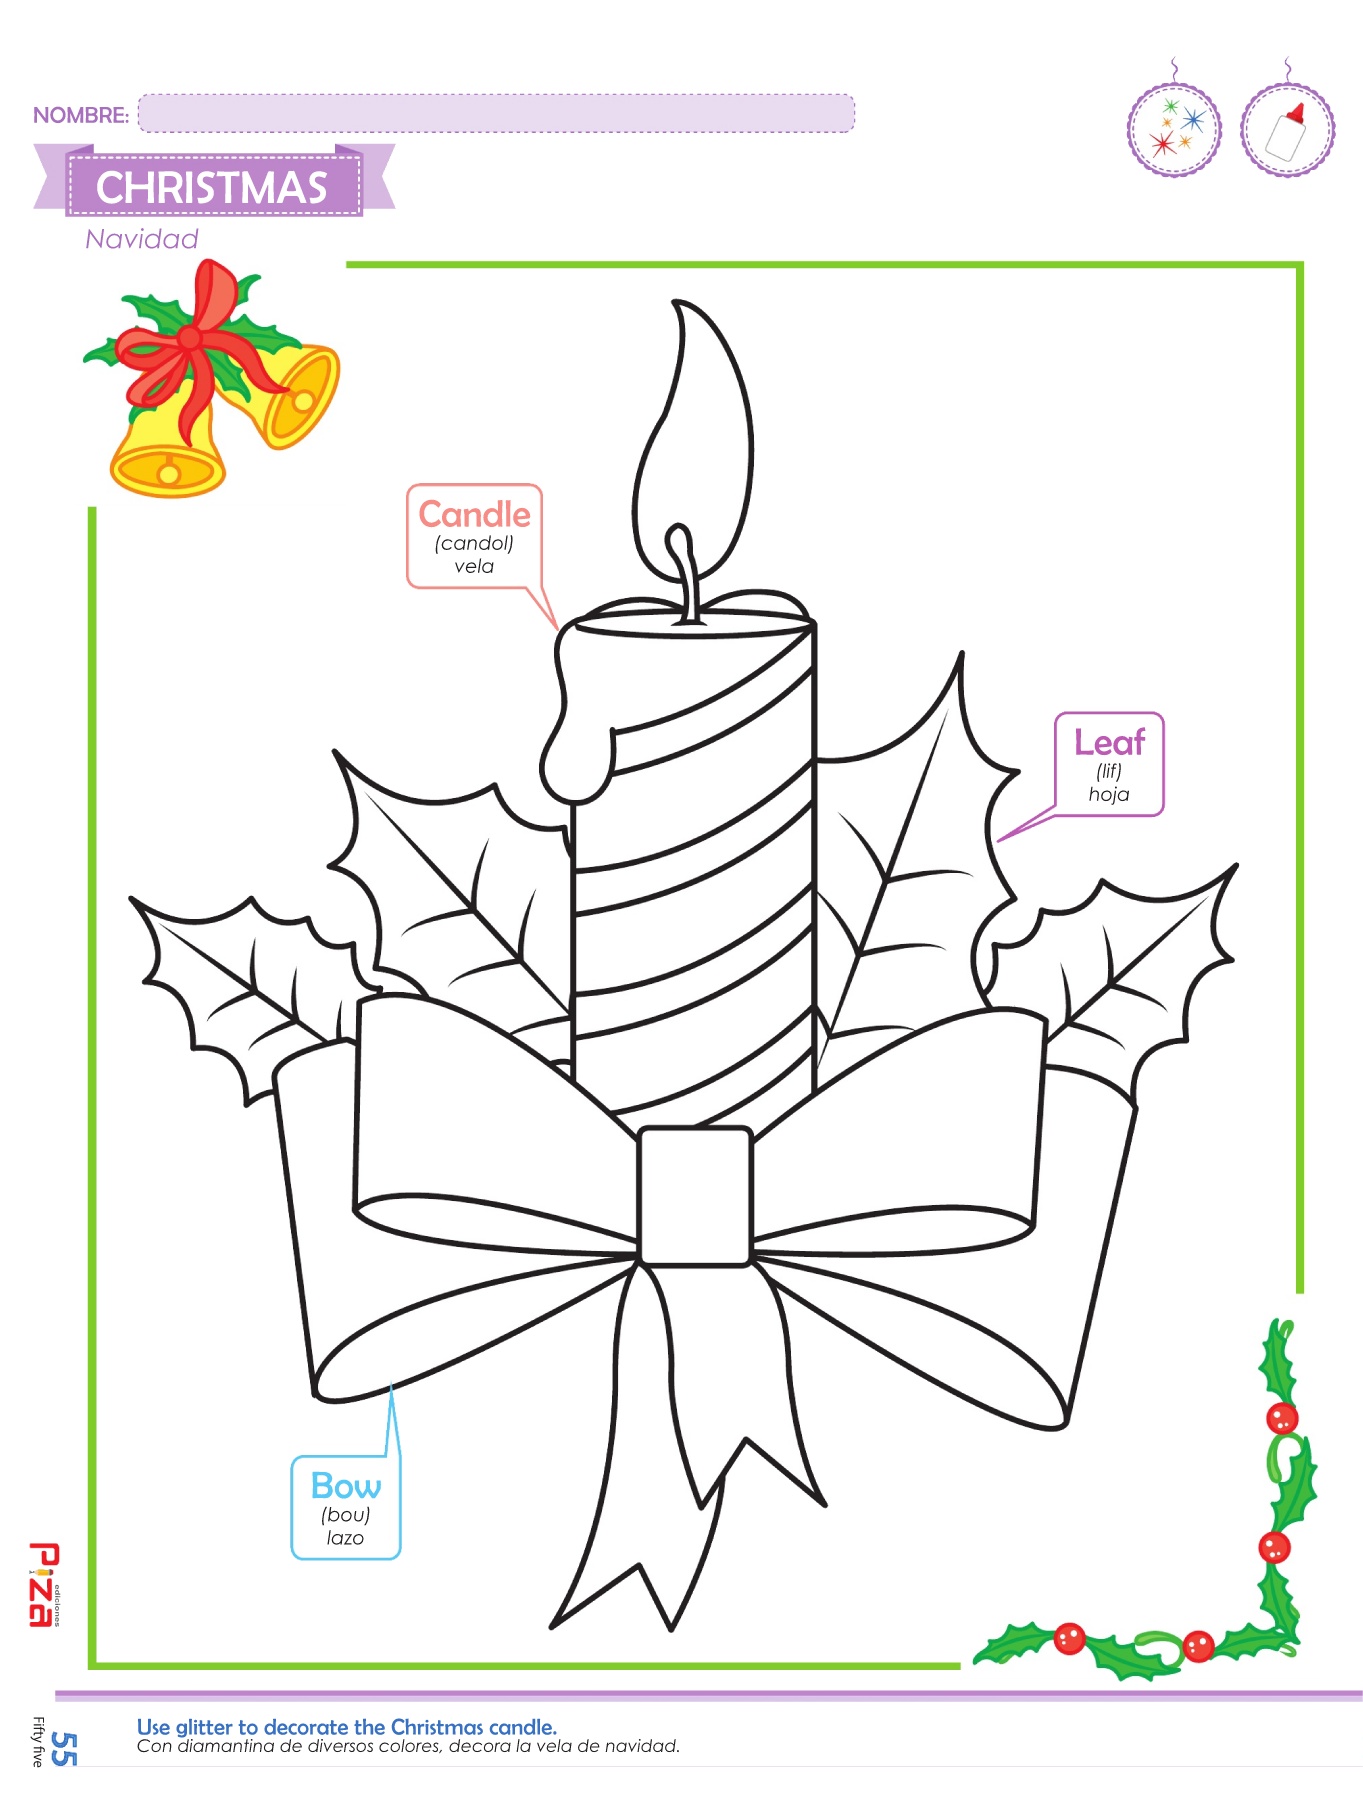 NOMBRE:
CHRISTMAS
Navidad
Candle
(candol)
vela
Leaf
(lif)
hoja
Bow
(bou)
lazo
Piza
ediciones
55
Fifty five
Use glitter to decorate the Christmas candle.
Con diamantina de diversos colores, decora la vela de navidad.